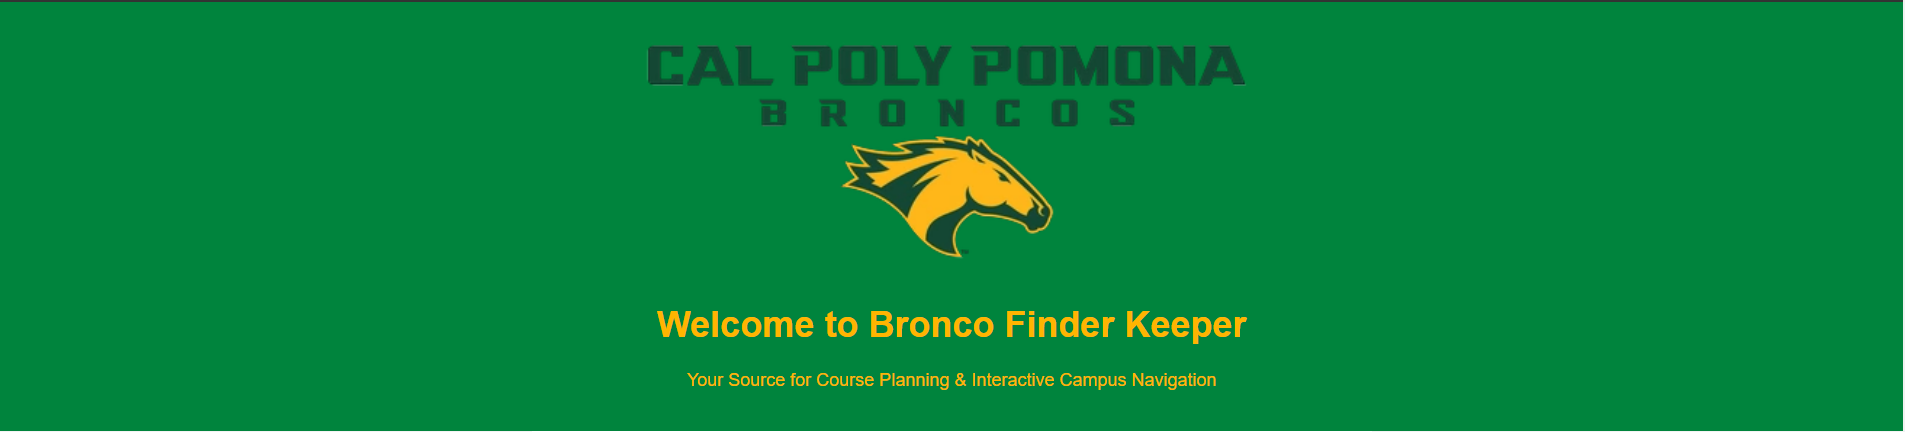 CAL POLY POMONA
BRONCOS
Welcome to Bronco Finder Keeper
Your Source for Course Planning & Interactive Campus Navigation